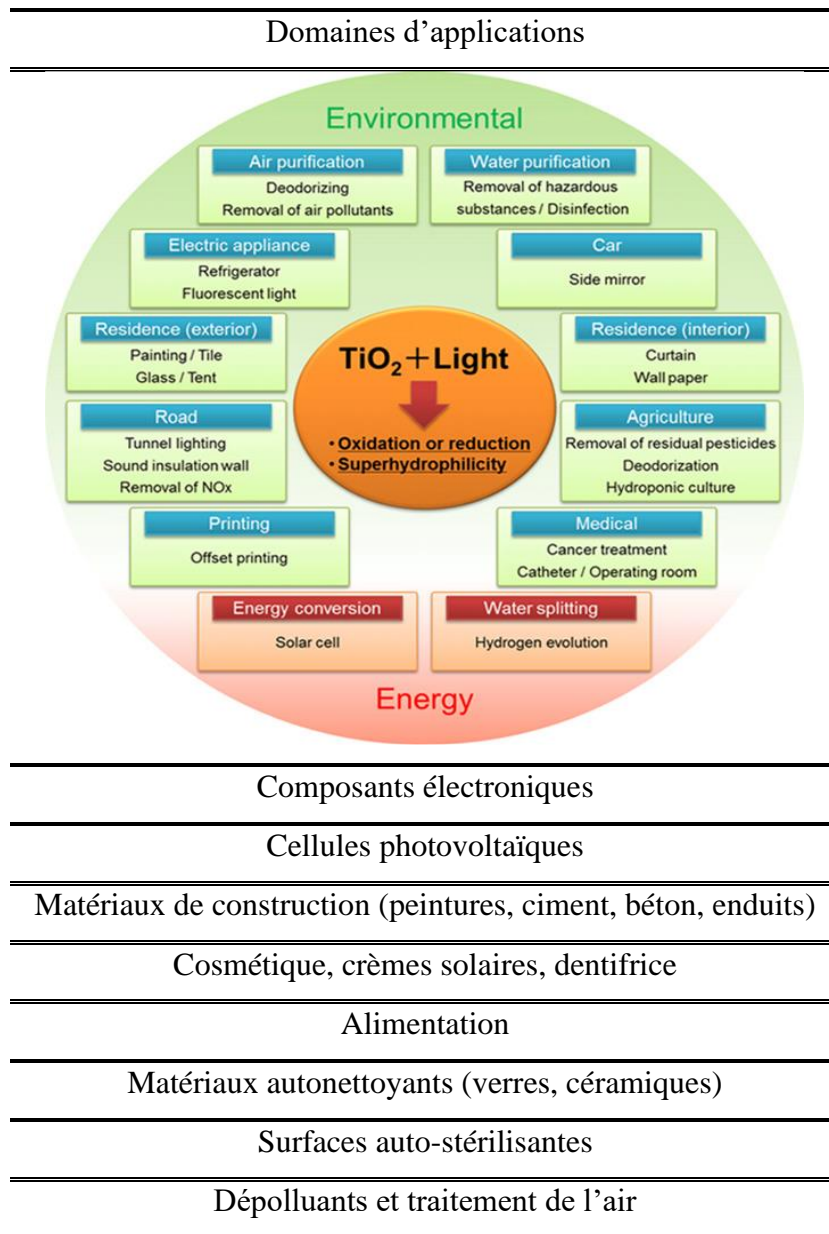 Domaines d’applications
Environmental
Air purification
Deodorizing
Removal of air pollutants
Water purification
Removal of hazardous
substances / Disinfection
Electric appliance
Refrigerator
Fluorescent light
Car
Side mirror
Residence (exterior)
Painting / Tile
Glass / Tent
TiO₂＋Light
• Oxidation or reduction
• Superhydrophilicity
Residence (interior)
Curtain
Wall paper
Road
Tunnel lighting
Sound insulation wall
Removal of NOx
Agriculture
Removal of residual pesticides
Deodorization
Hydroponic culture
Printing
Offset printing
Medical
Cancer treatment
Catheter / Operating room
Energy conversion
Solar cell
Water splitting
Hydrogen evolution
Energy
Composants électroniques
Cellules photovoltaïques
Matériaux de construction (peintures, ciment, béton, enduits)
Cosmétique, crèmes solaires, dentifrice
Alimentation
Matériaux autonettoyants (verres, céramiques)
Surfaces auto-stérilisantes
Dépolluants et traitement de l’air